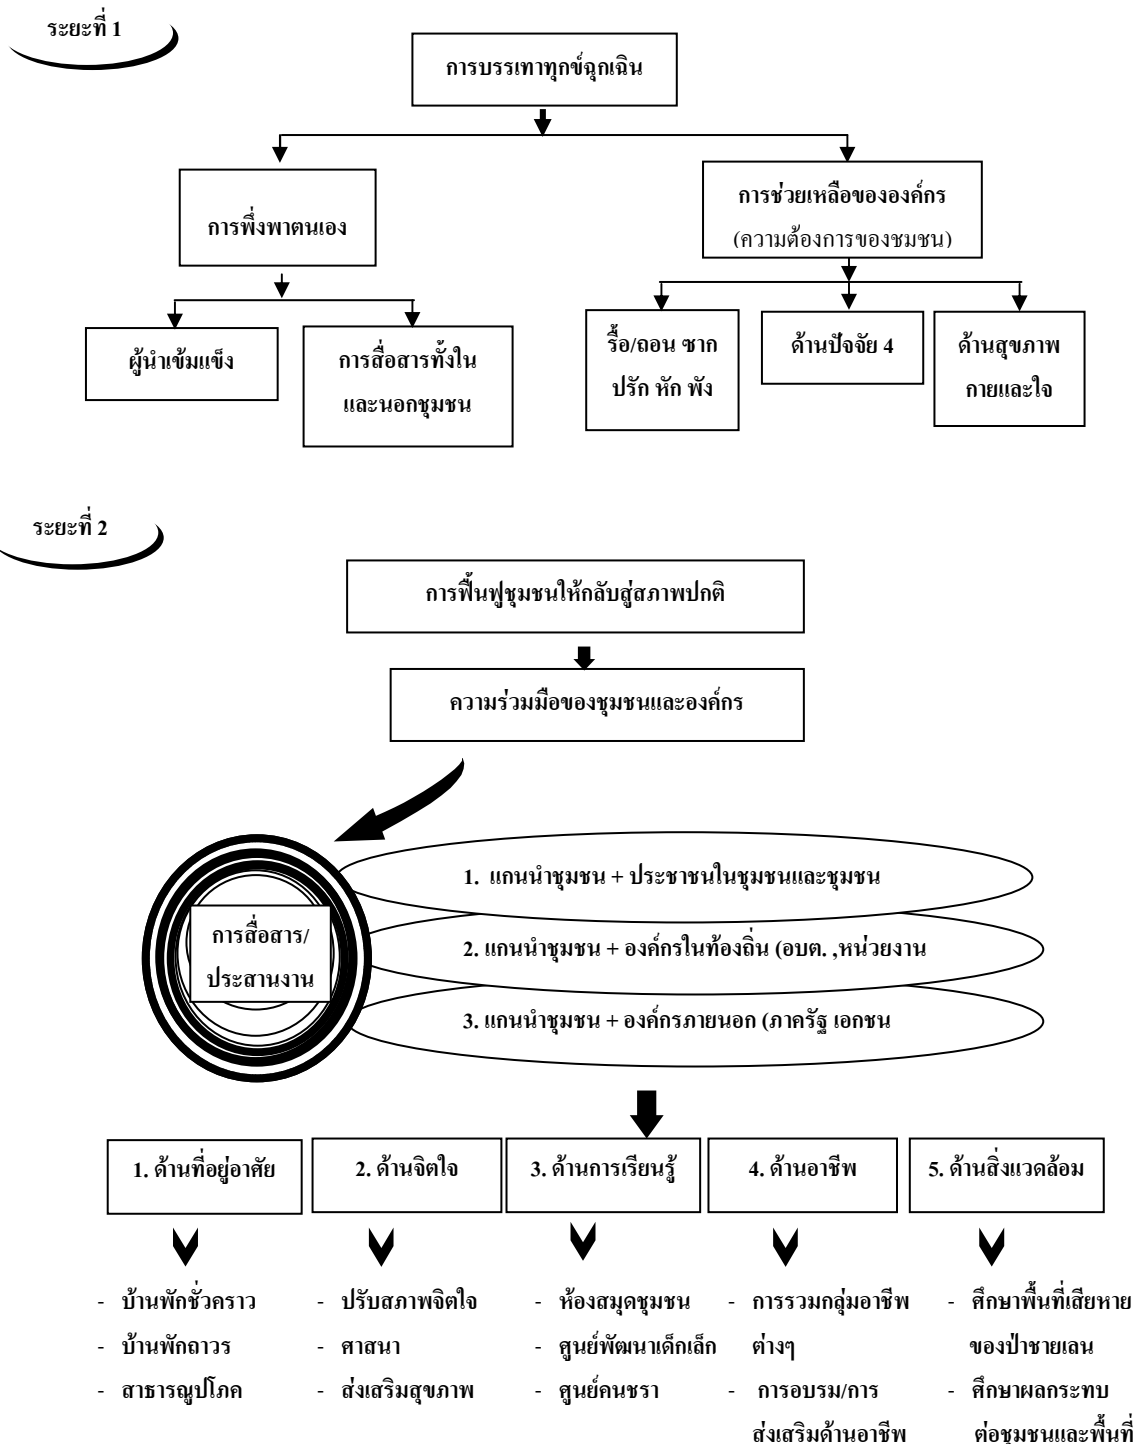 ระยะที่ 1
การบรรเทาทุกข์ฉุกเฉิน
การพึ่งพาตนเอง
การช่วยเหลือขององค์กร
(ความต้องการของชมชน)
ผู้นำเข้มแข็ง
การสื่อสารทั้งใน
และนอกชุมชน
รื้อ/ถอน ซาก
ปรัก หัก พัง
ด้านปัจจัย 4
ด้านสุขภาพ
กายและใจ
ระยะที่ 2
การฟื้นฟูชุมชนให้กลับสู่สภาพปกติ
ความร่วมมือของชุมชนและองค์กร
การสื่อสาร/
ประสานงาน
1. แกนนำชุมชน + ประชาชนในชุมชนและชุมชน
2. แกนนำชุมชน + องค์กรในท้องถิ่น (อบต. ,หน่วยงาน
3. แกนนำชุมชน + องค์กรภายนอก (ภาครัฐ เอกชน
1. ด้านที่อยู่อาศัย
2. ด้านจิตใจ
3. ด้านการเรียนรู้
4. ด้านอาชีพ
5. ด้านสิ่งแวดล้อม
- บ้านพักชั่วคราว
- บ้านพักถาวร
- สาธารณูปโภค
- ปรับสภาพจิตใจ
- ศาสนา
- ส่งเสริมสุขภาพ
- ห้องสมุดชุมชน
- ศูนย์พัฒนาเด็กเล็ก
- ศูนย์คนชรา
- การรวมกลุ่มอาชีพ
ต่างๆ
- การอบรม/การ
ส่งเสริมด้านอาชีพ
- ศึกษาพื้นที่เสียหาย
ของป่าชายเลน
- ศึกษาผลกระทบ
ต่อชุมชนและพื้นที่